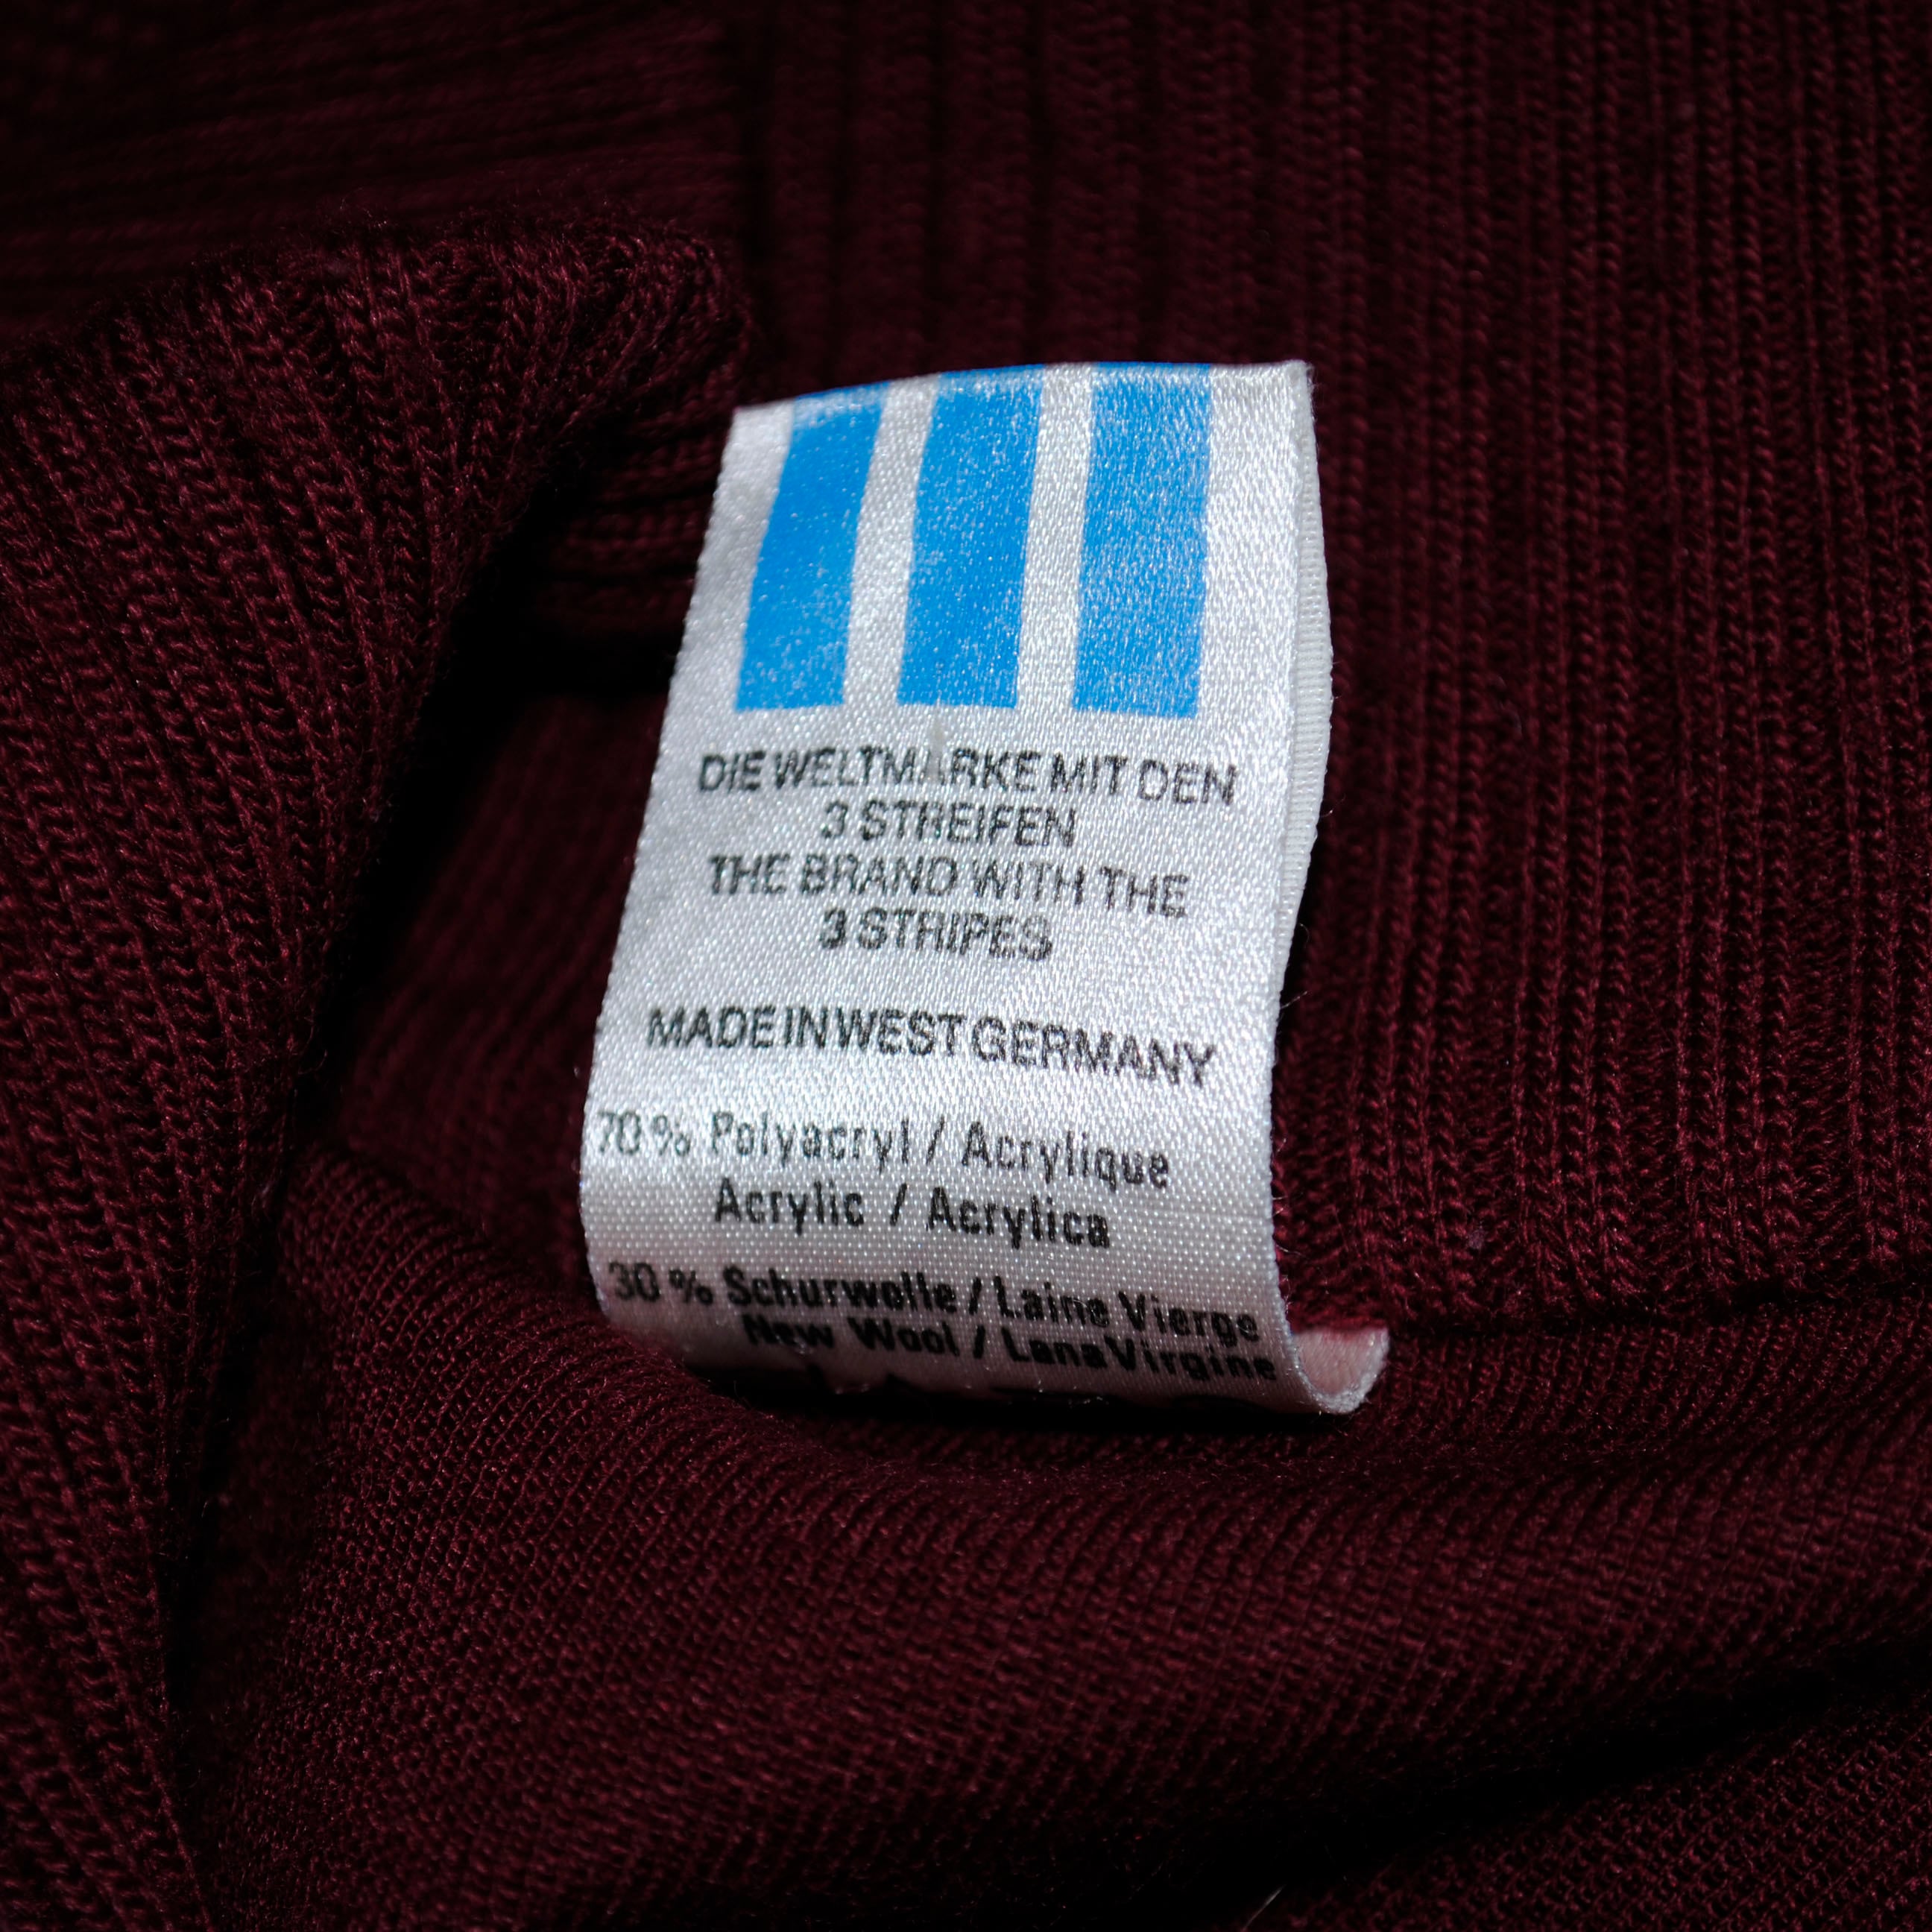 DIE WELTMARKE MIT DEN
3 STREIFEN
THE BRAND WITH THE
3 STRIPES
MADE IN WEST GERMANY
70 % Polyacryl / Acrylique
Acrylic / Acrylica
30 % Schurwolle / Laine Vierge
New Wool / Lana Virgine